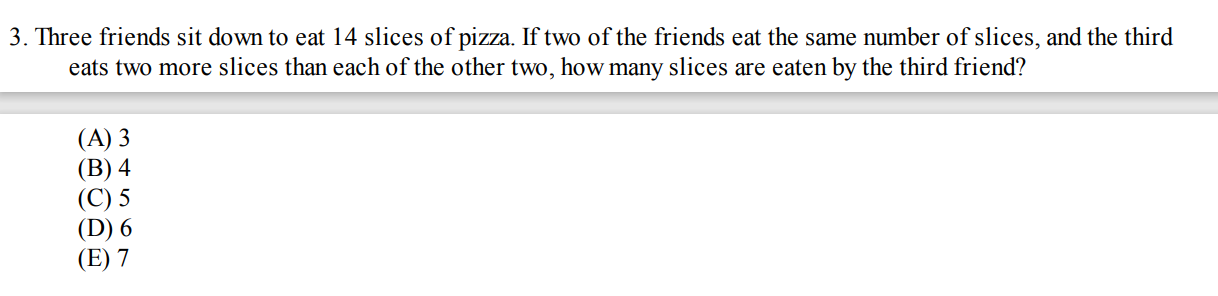 3. Three friends sit down to eat 14 slices of pizza. If two of the friends eat the same number of slices, and the third
eats two more slices than each of the other two, how many slices are eaten by the third friend?
(A) 3
(B) 4
(C) 5
(D) 6
(E) 7